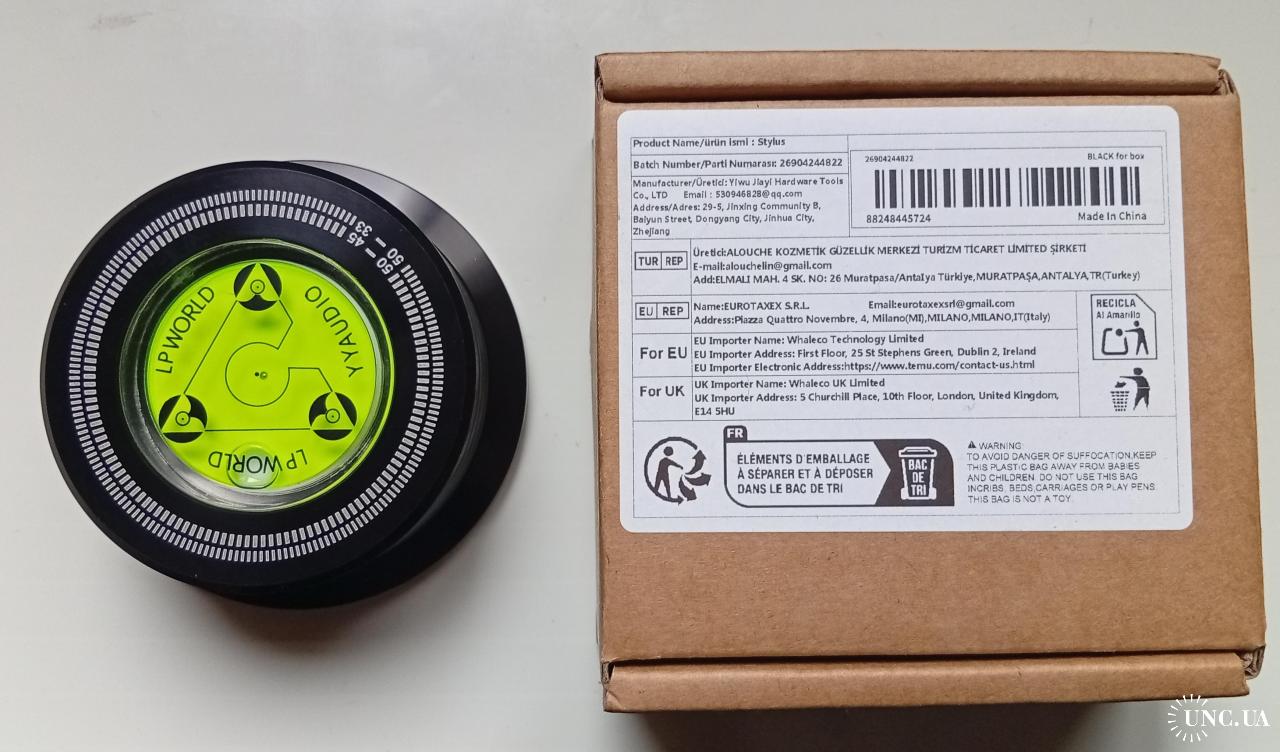 LP WORLD
YYAUDIO
LP WORLD
50 — 45
50 — 33
Product Name/ürün ismi : Stylus
Batch Number/Parti Numarası: 26904244822
Manufacturer/Üretici: Yiwu Jiayi Hardware Tools
Co., LTD Email : 530946828@qq.com
Address/Adres: 29-5, Jinxing Community B,
Baiyun Street, Dongyang City, Jinhua City,
Zhejiang
26904244822 BLACK for box
88248445724 Made In China
TUR REP
Üretici:ALOUCHE KOZMETİK GÜZELLİK MERKEZİ TURİZM TİCARET LİMİTED ŞİRKETİ
E-mail:alouchelin@gmail.com
Add:ELMALI MAH. 4 SK. NO: 26 Muratpasa/Antalya Türkiye,MURATPAŞA,ANTALYA,TR(Turkey)
EU REP
Name:EUROTAXEX S.R.L. Email:eurotaxexsrl@gmail.com
Address:Piazza Quattro Novembre, 4, Milano(MI),MILANO,MILANO,IT(Italy)
RECICLA
Al Amarillo
For EU
EU Importer Name: Whaleco Technology Limited
EU Importer Address: First Floor, 25 St Stephens Green, Dublin 2, Ireland
EU Importer Electronic Address:https://www.temu.com/contact-us.html
For UK
UK Importer Name: Whaleco UK Limited
UK Importer Address: 5 Churchill Place, 10th Floor, London, United Kingdom,
E14 5HU
FR
ÉLÉMENTS D'EMBALLAGE
À SÉPARER ET À DÉPOSER
DANS LE BAC DE TRI
BAC
DE
TRI
WARNING:
TO AVOID DANGER OF SUFFOCATION,KEEP
THIS PLASTIC BAG AWAY FROM BABIES
AND CHILDREN. DO NOT USE THIS BAG
INCRIBS, BEDS,CARRIAGES OR PLAY PENS.
THIS BAG IS NOT A TOY.
UNC.UA